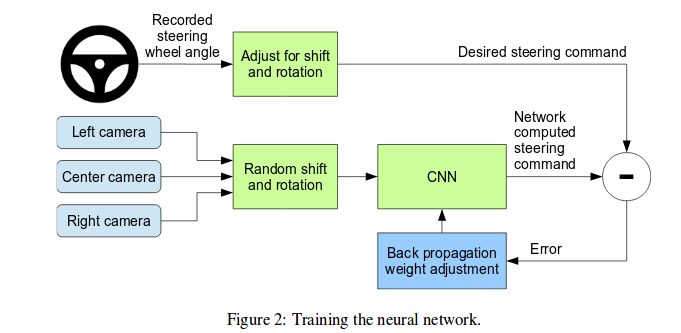 Recorded
steering
wheel angle
Adjust for shift
and rotation
Desired steering command
Left camera
Center camera
Right camera
Random shift
and rotation
CNN
Network
computed
steering
command
-
Back propagation
weight adjustment
Error
Figure 2: Training the neural network.